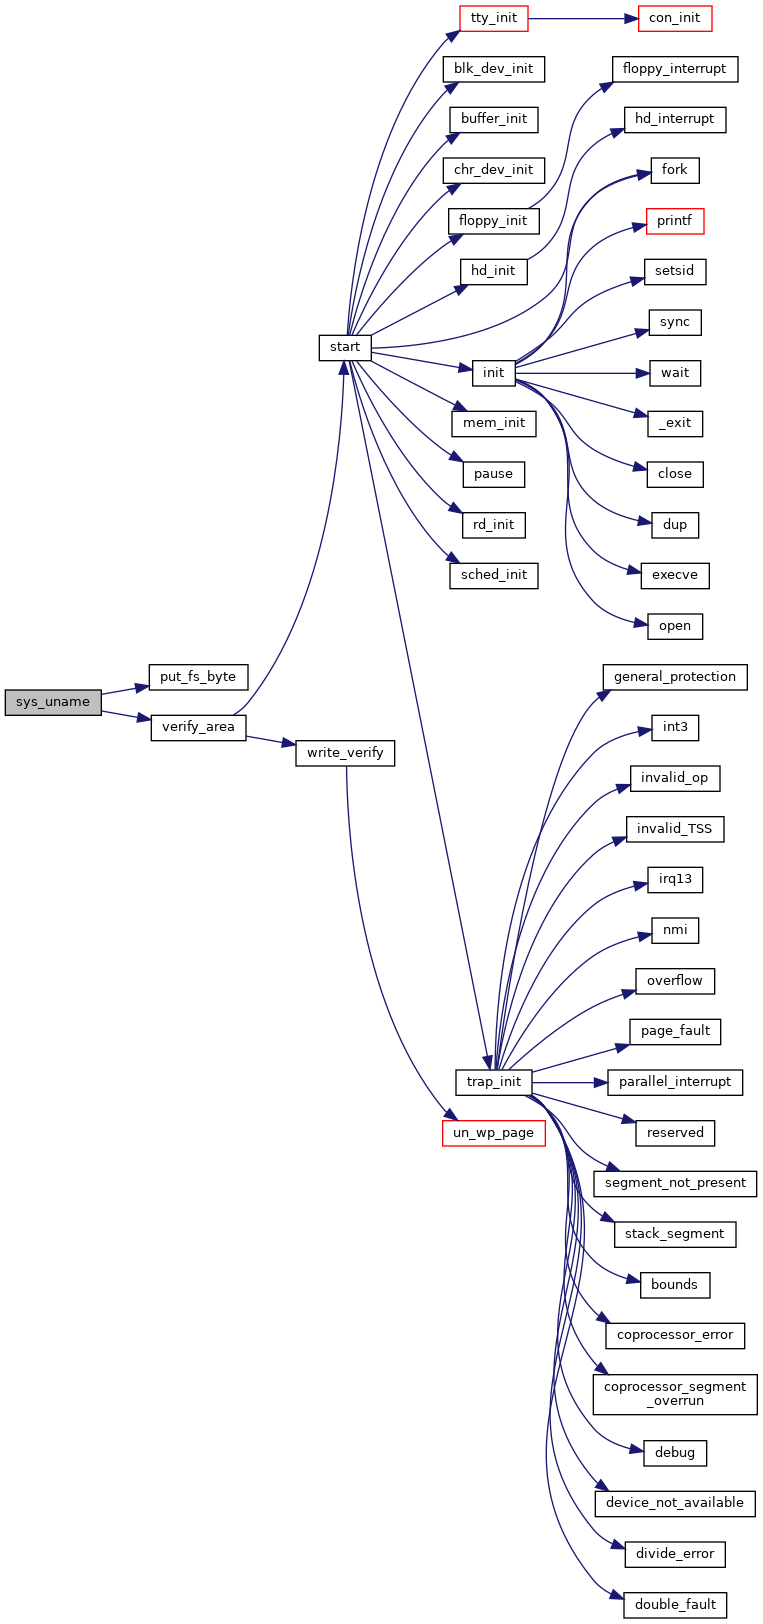 tty_init
con_init
blk_dev_init
floppy_interrupt
buffer_init
hd_interrupt
chr_dev_init
fork
floppy_init
printf
hd_init
setsid
sync
start
init
wait
mem_init
_exit
pause
close
rd_init
dup
sched_init
execve
open
put_fs_byte
general_protection
sys_uname
verify_area
int3
write_verify
invalid_op
invalid_TSS
irq13
nmi
overflow
page_fault
trap_init
parallel_interrupt
un_wp_page
reserved
segment_not_present
stack_segment
bounds
coprocessor_error
coprocessor_segment
_overrun
debug
device_not_available
divide_error
double_fault